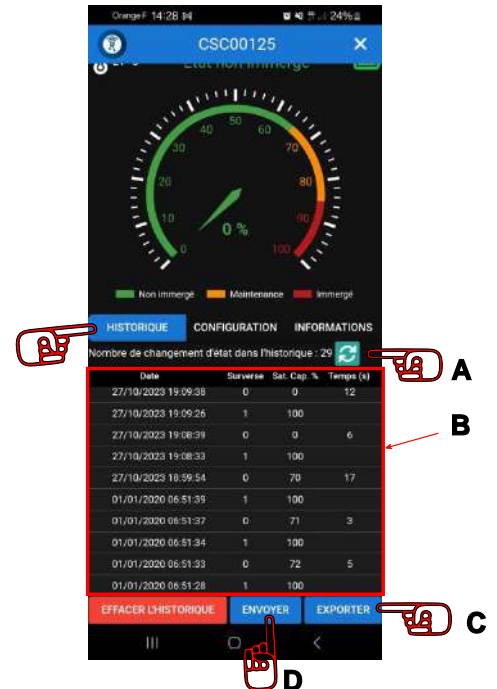 Orange F 14:28 24%
CSC00125 ×
État non immergé
0 10 20 30 40 50 60 70 80 90 100
0 %
Non immergé Maintenance Immergé
HISTORIQUE CONFIGURATION INFORMATIONS
Nombre de changement d'état dans l'historique : 29
A
Date Surverse Sat. Cap. % Temps (s)
27/10/2023 19:09:38 0 0 12
27/10/2023 19:09:26 1 100
B
27/10/2023 19:08:39 0 0 6
27/10/2023 19:08:33 1 100
27/10/2023 18:59:54 0 70 17
01/01/2020 06:51:39 1 100
01/01/2020 06:51:37 0 71 3
01/01/2020 06:51:34 1 100
01/01/2020 06:51:33 0 72 5
01/01/2020 06:51:28 1 100
EFFACER L'HISTORIQUE ENVOYER EXPORTER
C
D